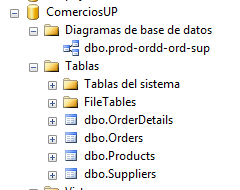 ComerciosUP
Diagramas de base de datos
dbo.prod-ordd-ord-sup
Tablas
Tablas del sistema
FileTables
dbo.OrderDetails
dbo.Orders
dbo.Products
dbo.Suppliers